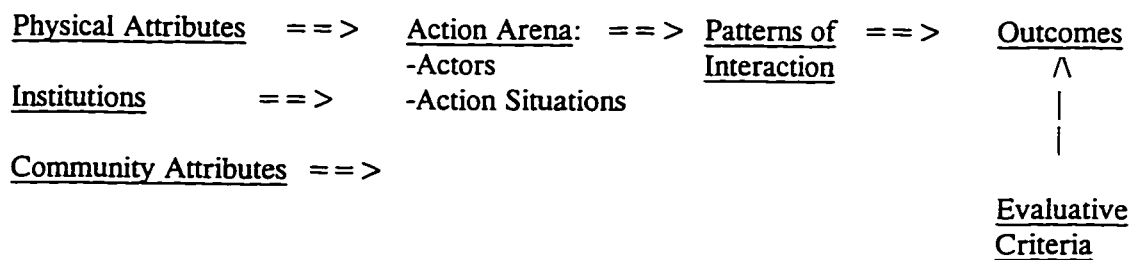 Physical Attributes ==> Action Arena: ==> Patterns of ==> Outcomes
-Actors Interaction /\
Institutions ==> -Action Situations |
|
Community Attributes ==>
Evaluative
Criteria